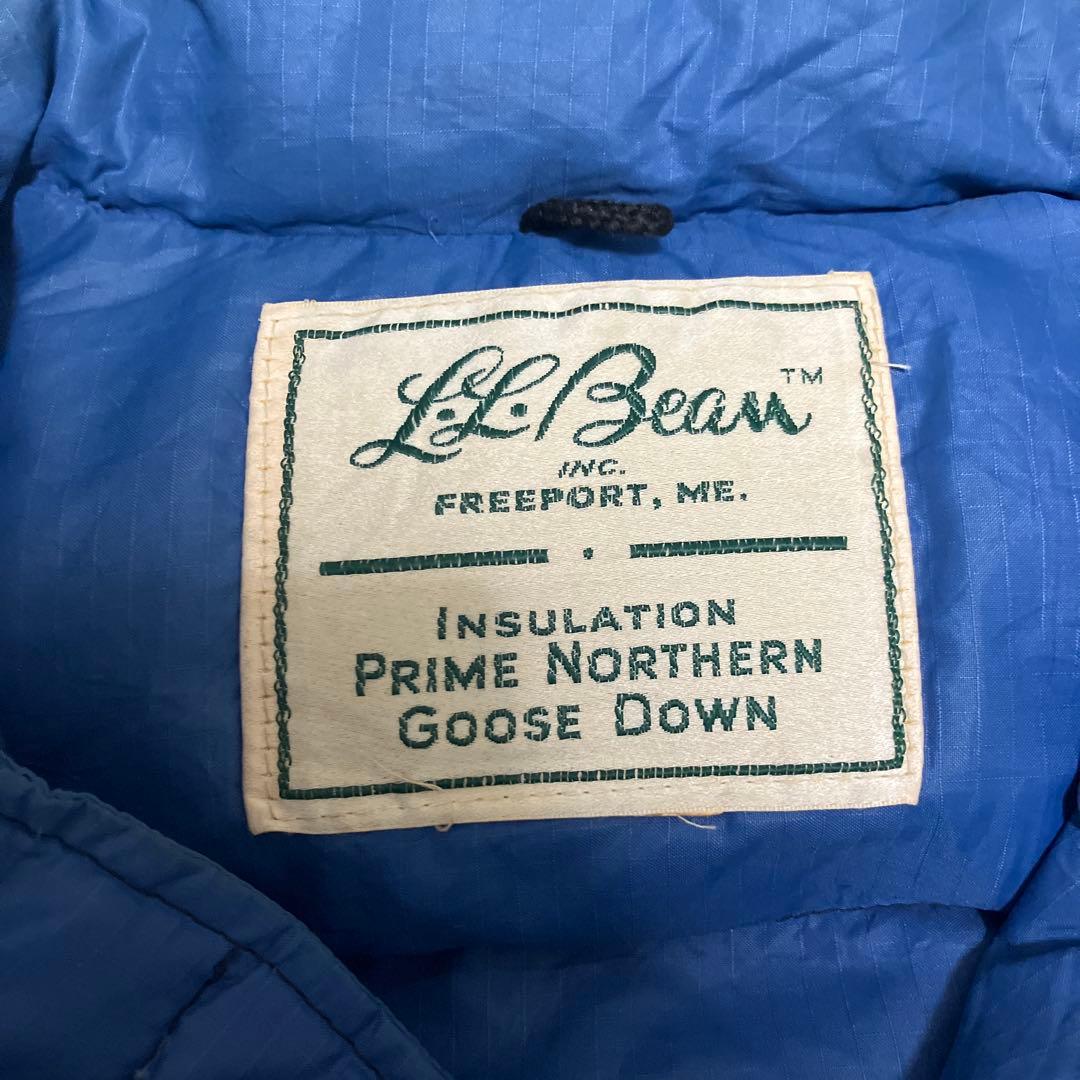 L.L.Bean™
INC.
FREEPORT, ME.
INSULATION
PRIME NORTHERN
GOOSE DOWN